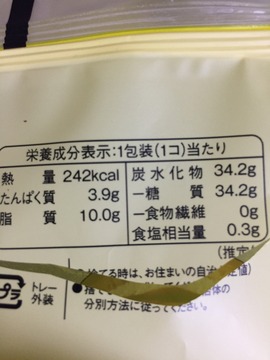 栄養成分表示:1包装(1コ)当たり
熱量 242kcal
たんぱく質 3.9g
脂質 10.0g
炭水化物 34.2g
－糖質 34.2g
－食物繊維 0g
食塩相当量 0.3g
(推定値)
プラ
トレー
外装
捨てる時は、お住まいの自治体の
分別方法に従ってください。